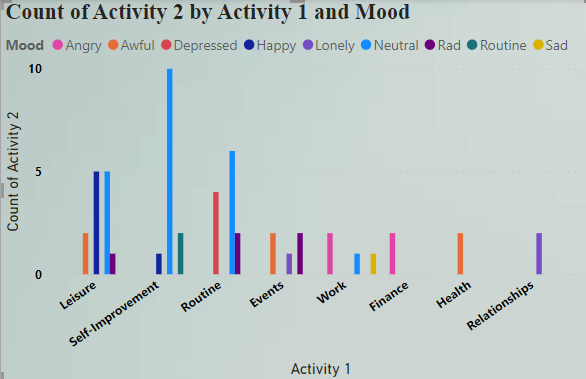 Count of Activity 2 by Activity 1 and Mood
Mood Angry Awful Depressed Happy Lonely Neutral Rad Routine Sad
Count of Activity 2
10
5
0
Leisure
Self-Improvement
Routine
Events
Work
Finance
Health
Relationships
Activity 1